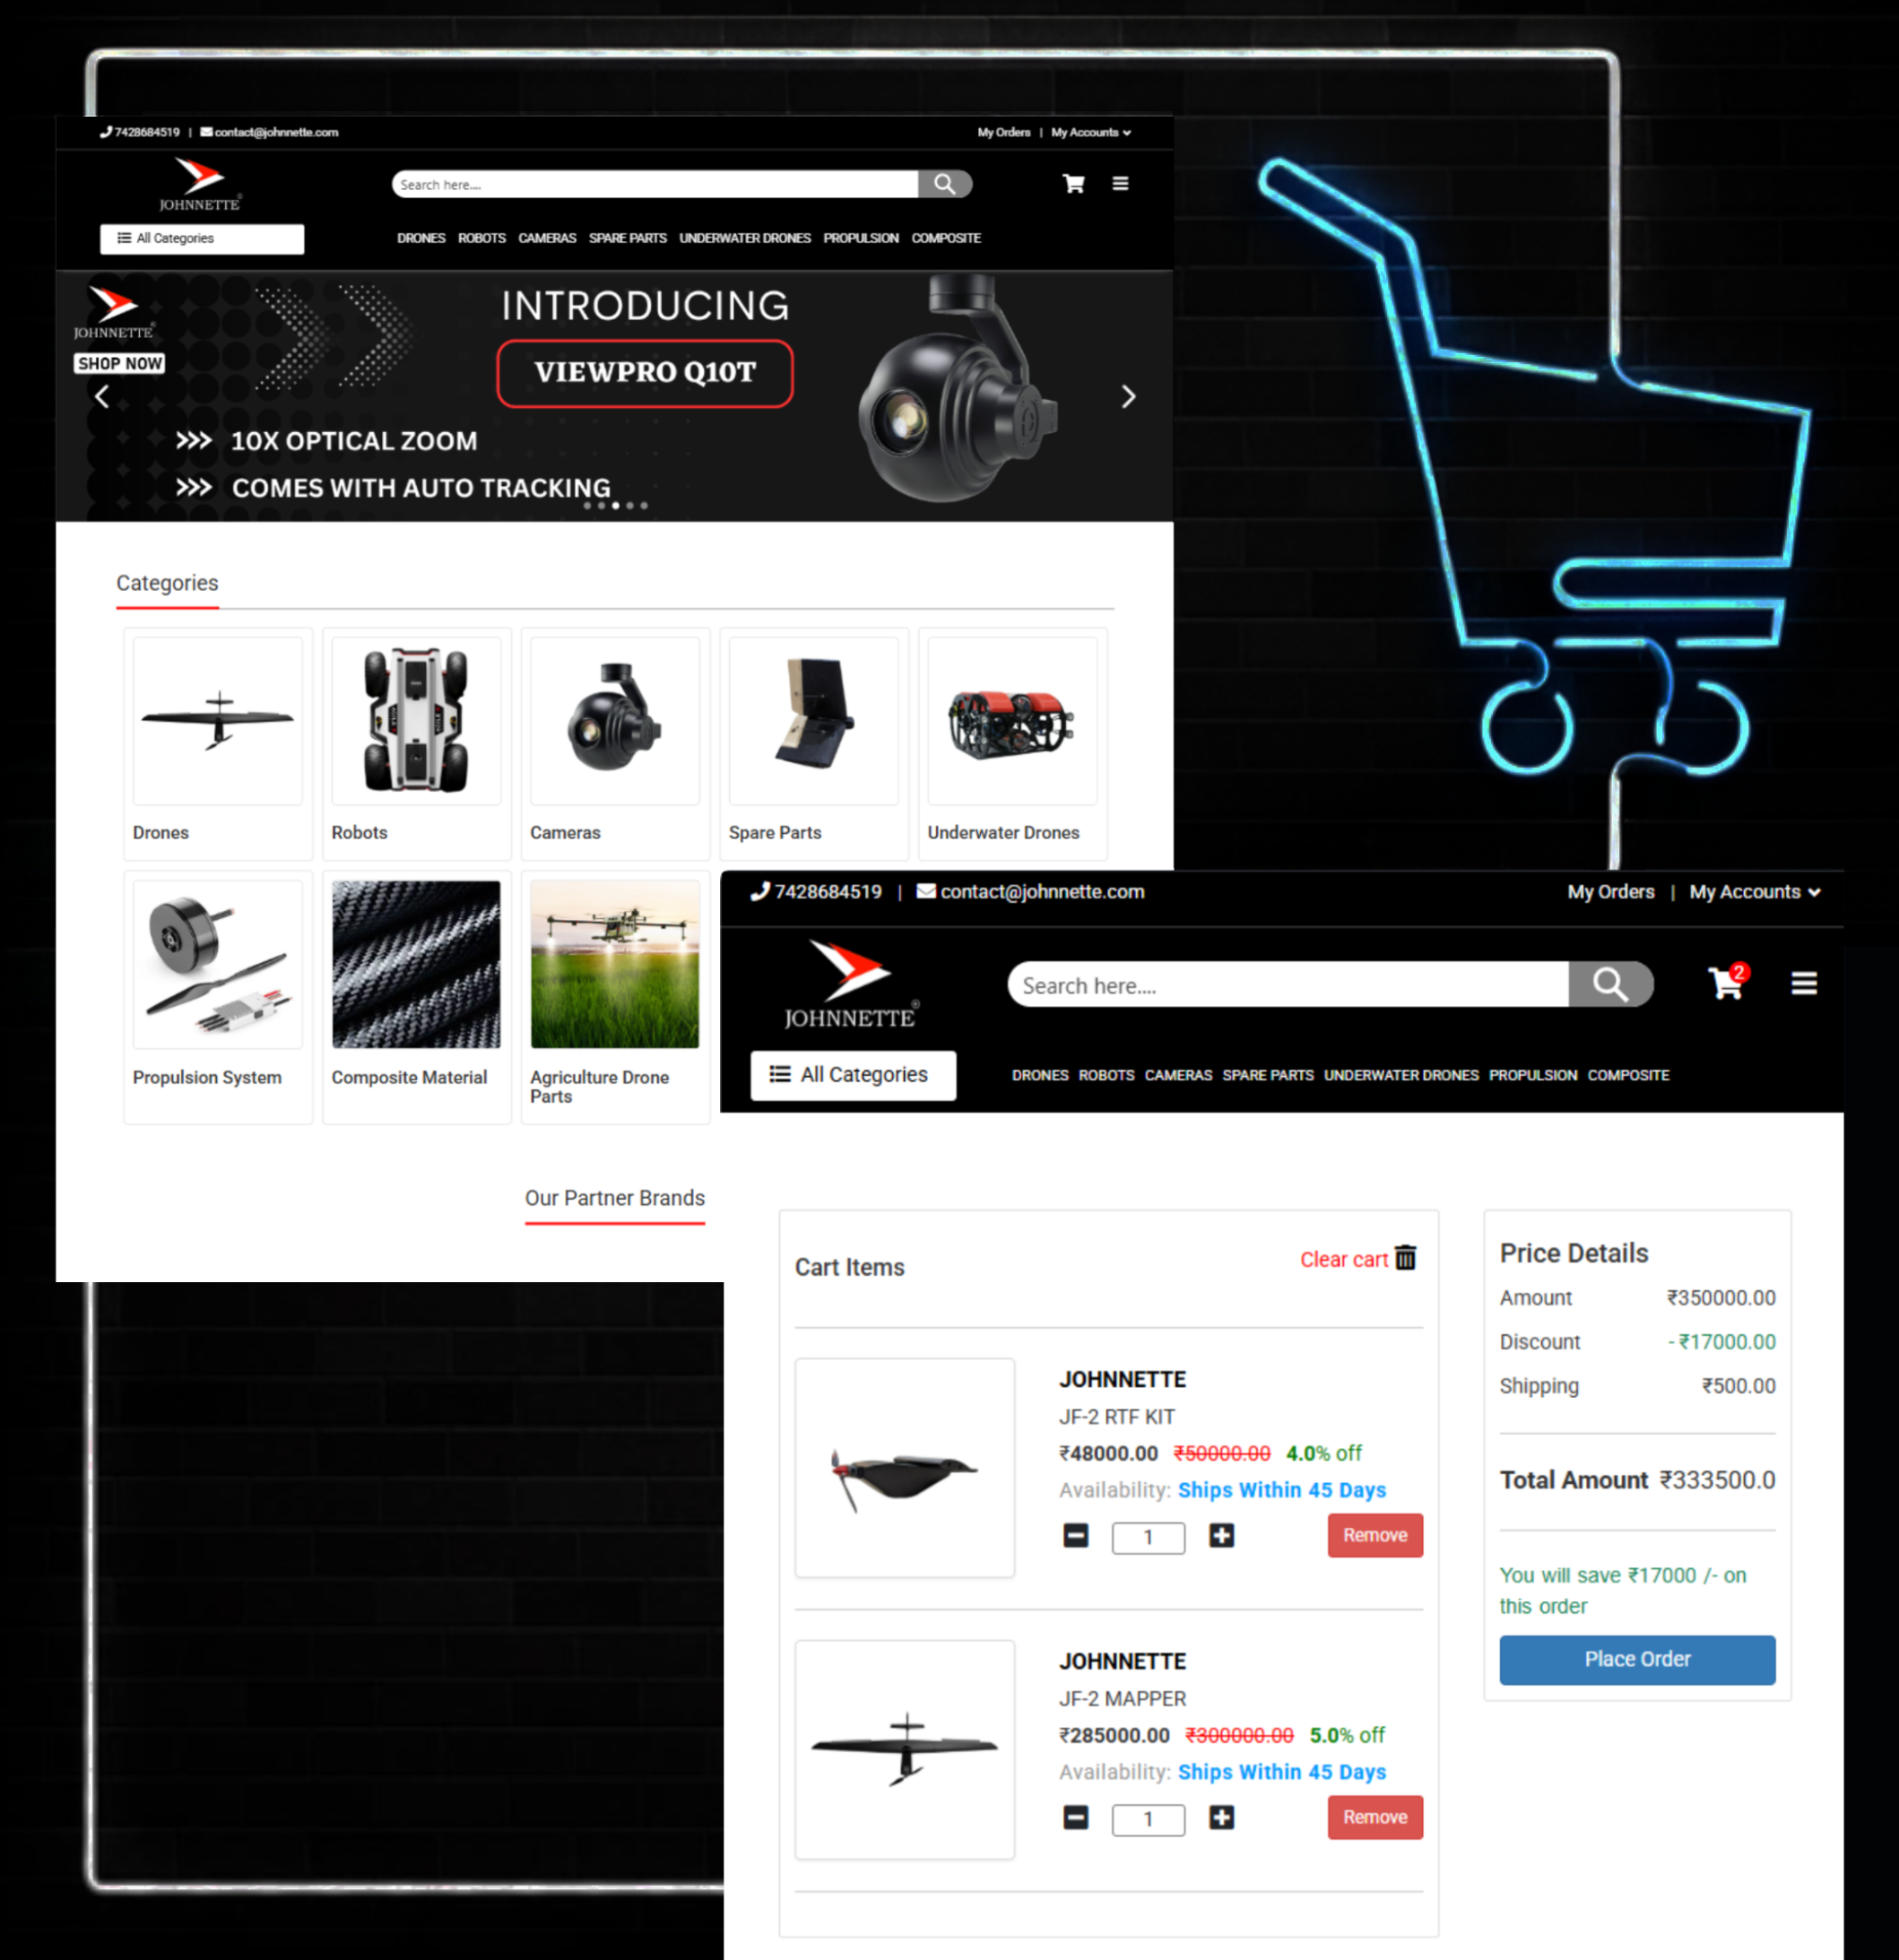 7428684519 | contact@johnnette.com
My Orders | My Accounts
JOHNNETTE®
Search here....
All Categories
DRONES ROBOTS CAMERAS SPARE PARTS UNDERWATER DRONES PROPULSION COMPOSITE
JOHNNETTE
SHOP NOW
INTRODUCING
VIEWPRO Q10T
10X OPTICAL ZOOM
COMES WITH AUTO TRACKING
Categories
Drones
Robots
Cameras
Spare Parts
Underwater Drones
Propulsion System
Composite Material
Agriculture Drone
Parts
Our Partner Brands
7428684519 | contact@johnnette.com
My Orders | My Accounts
JOHNNETTE®
Search here....
2
All Categories
DRONES ROBOTS CAMERAS SPARE PARTS UNDERWATER DRONES PROPULSION COMPOSITE
Cart Items
Clear cart
JOHNNETTE
JF-2 RTF KIT
₹48000.00 ₹50000.00 4.0% off
Availability: Ships Within 45 Days
1
Remove
JOHNNETTE
JF-2 MAPPER
₹285000.00 ₹300000.00 5.0% off
Availability: Ships Within 45 Days
1
Remove
Price Details
Amount ₹350000.00
Discount - ₹17000.00
Shipping ₹500.00
Total Amount ₹333500.0
You will save ₹17000 /- on
this order
Place Order